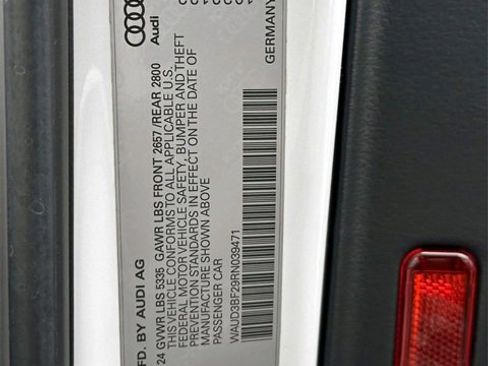 Audi
GERMANY
MFD. BY AUDI AG
24 GVWR LBS 5335 GAWR LBS FRONT 2657/REAR 2800
THIS VEHICLE CONFORMS TO ALL APPLICABLE U.S.
FEDERAL MOTOR VEHICLE SAFETY, BUMPER AND THEFT
PREVENTION STANDARDS IN EFFECT ON THE DATE OF
MANUFACTURE SHOWN ABOVE
PASSENGER CAR
WAUD3BF29RN039471